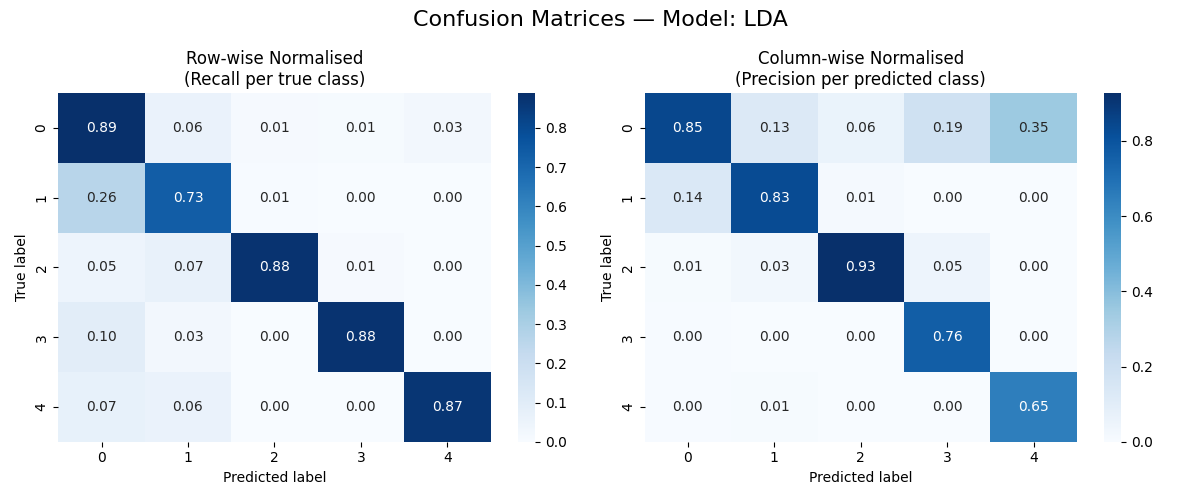 Confusion Matrices — Model: LDA
Row-wise Normalised
(Recall per true class)
0 0.89 0.06 0.01 0.01 0.03
1 0.26 0.73 0.01 0.00 0.00
2 0.05 0.07 0.88 0.01 0.00
3 0.10 0.03 0.00 0.88 0.00
4 0.07 0.06 0.00 0.00 0.87
0 1 2 3 4
Predicted label
True label
0.8
0.7
0.6
0.5
0.4
0.3
0.2
0.1
0.0
Column-wise Normalised
(Precision per predicted class)
0 0.85 0.13 0.06 0.19 0.35
1 0.14 0.83 0.01 0.00 0.00
2 0.01 0.03 0.93 0.05 0.00
3 0.00 0.00 0.00 0.76 0.00
4 0.00 0.01 0.00 0.00 0.65
0 1 2 3 4
Predicted label
True label
0.8
0.6
0.4
0.2
0.0